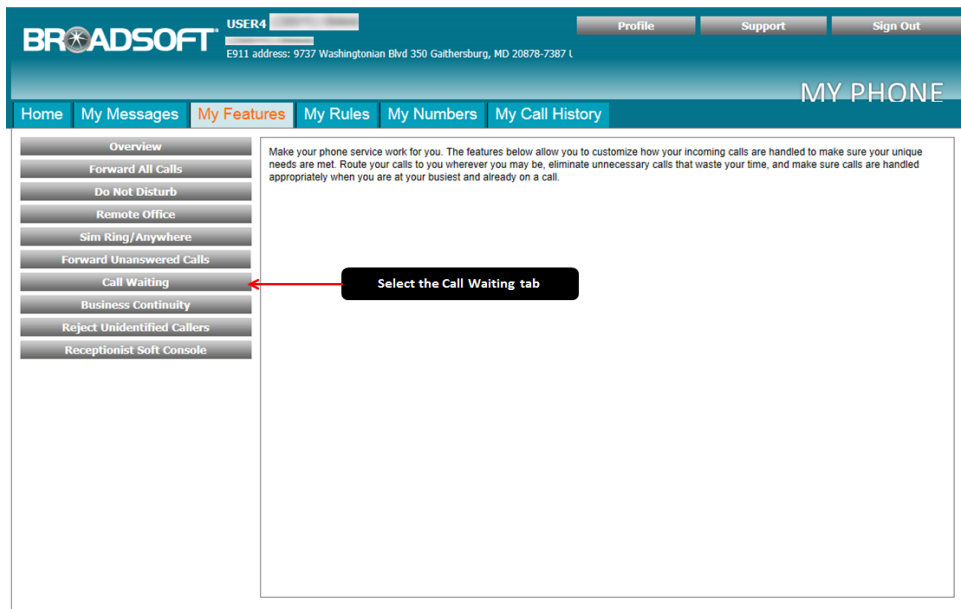 BROADSOFT
USER4
E911 address: 9737 Washingtonian Blvd 350 Gaithersburg, MD 20878-7387 U
Profile Support Sign Out
MY PHONE
Home My Messages My Features My Rules My Numbers My Call History
Overview
Forward All Calls
Do Not Disturb
Remote Office
Sim Ring/Anywhere
Forward Unanswered Calls
Call Waiting
Business Continuity
Reject Unidentified Callers
Receptionist Soft Console
Make your phone service work for you. The features below allow you to customize how your incoming calls are handled to make sure your unique
needs are met. Route your calls to you wherever you may be, eliminate unnecessary calls that waste your time, and make sure calls are handled
appropriately when you are at your busiest and already on a call.
Select the Call Waiting tab